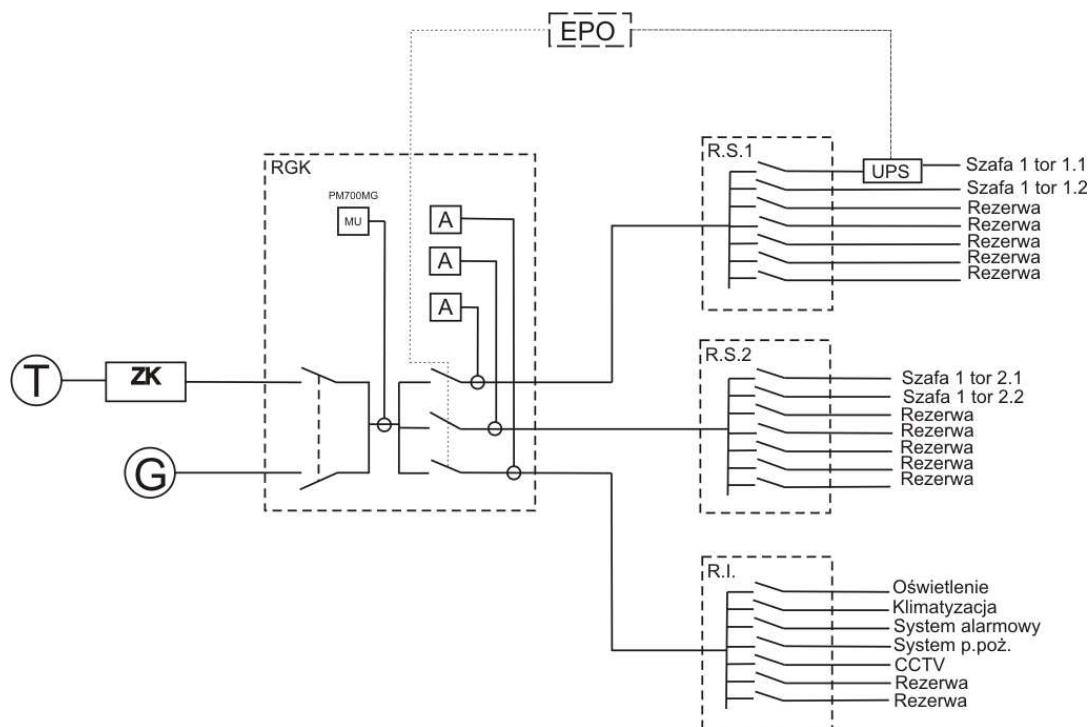 EPO
RGK
PM700MG
MU
A
A
A
T
ZK
G
R.S.1
UPS
Szafa 1 tor 1.1
Szafa 1 tor 1.2
Rezerwa
Rezerwa
Rezerwa
Rezerwa
Rezerwa
R.S.2
Szafa 1 tor 2.1
Szafa 1 tor 2.2
Rezerwa
Rezerwa
Rezerwa
Rezerwa
Rezerwa
R.I.
Oświetlenie
Klimatyzacja
System alarmowy
System p.poż.
CCTV
Rezerwa
Rezerwa